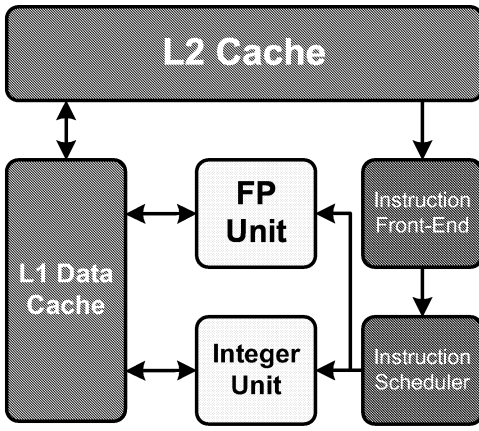 L2 Cache
FP
Unit
Instruction
Front-End
L1 Data
Cache
Integer
Unit
Instruction
Scheduler